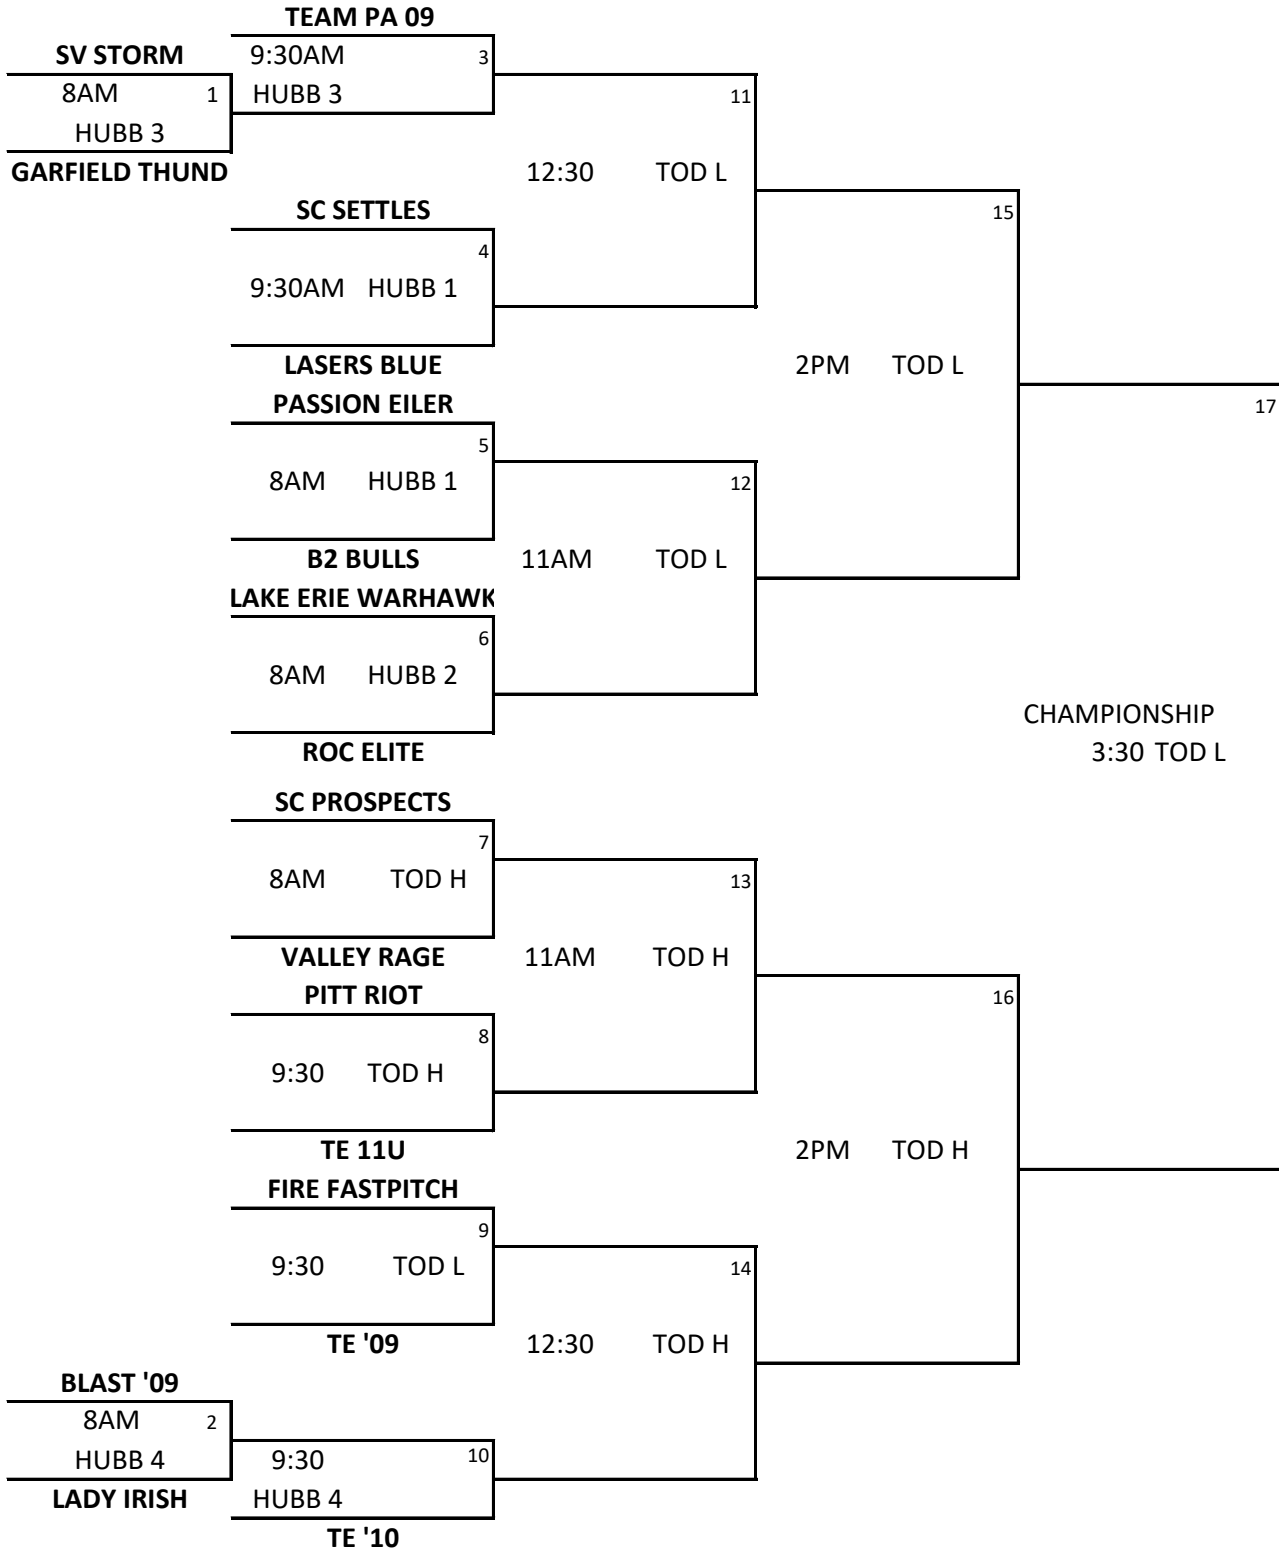 TEAM PA 09
SV STORM
9:30AM 3
8AM 1
HUBB 3
11
HUBB 3
GARFIELD THUND
12:30 TOD L
SC SETTLES
15
4
9:30AM HUBB 1
LASERS BLUE
2PM TOD L
PASSION EILER
17
5
8AM HUBB 1
12
B2 BULLS
11AM TOD L
LAKE ERIE WARHAWK
6
8AM HUBB 2
CHAMPIONSHIP
ROC ELITE
3:30 TOD L
SC PROSPECTS
7
8AM TOD H
13
VALLEY RAGE
11AM TOD H
PITT RIOT
16
8
9:30 TOD H
TE 11U
2PM TOD H
FIRE FASTPITCH
9
9:30 TOD L
14
TE '09
12:30 TOD H
BLAST '09
8AM 2
HUBB 4
9:30 10
LADY IRISH
HUBB 4
TE '10